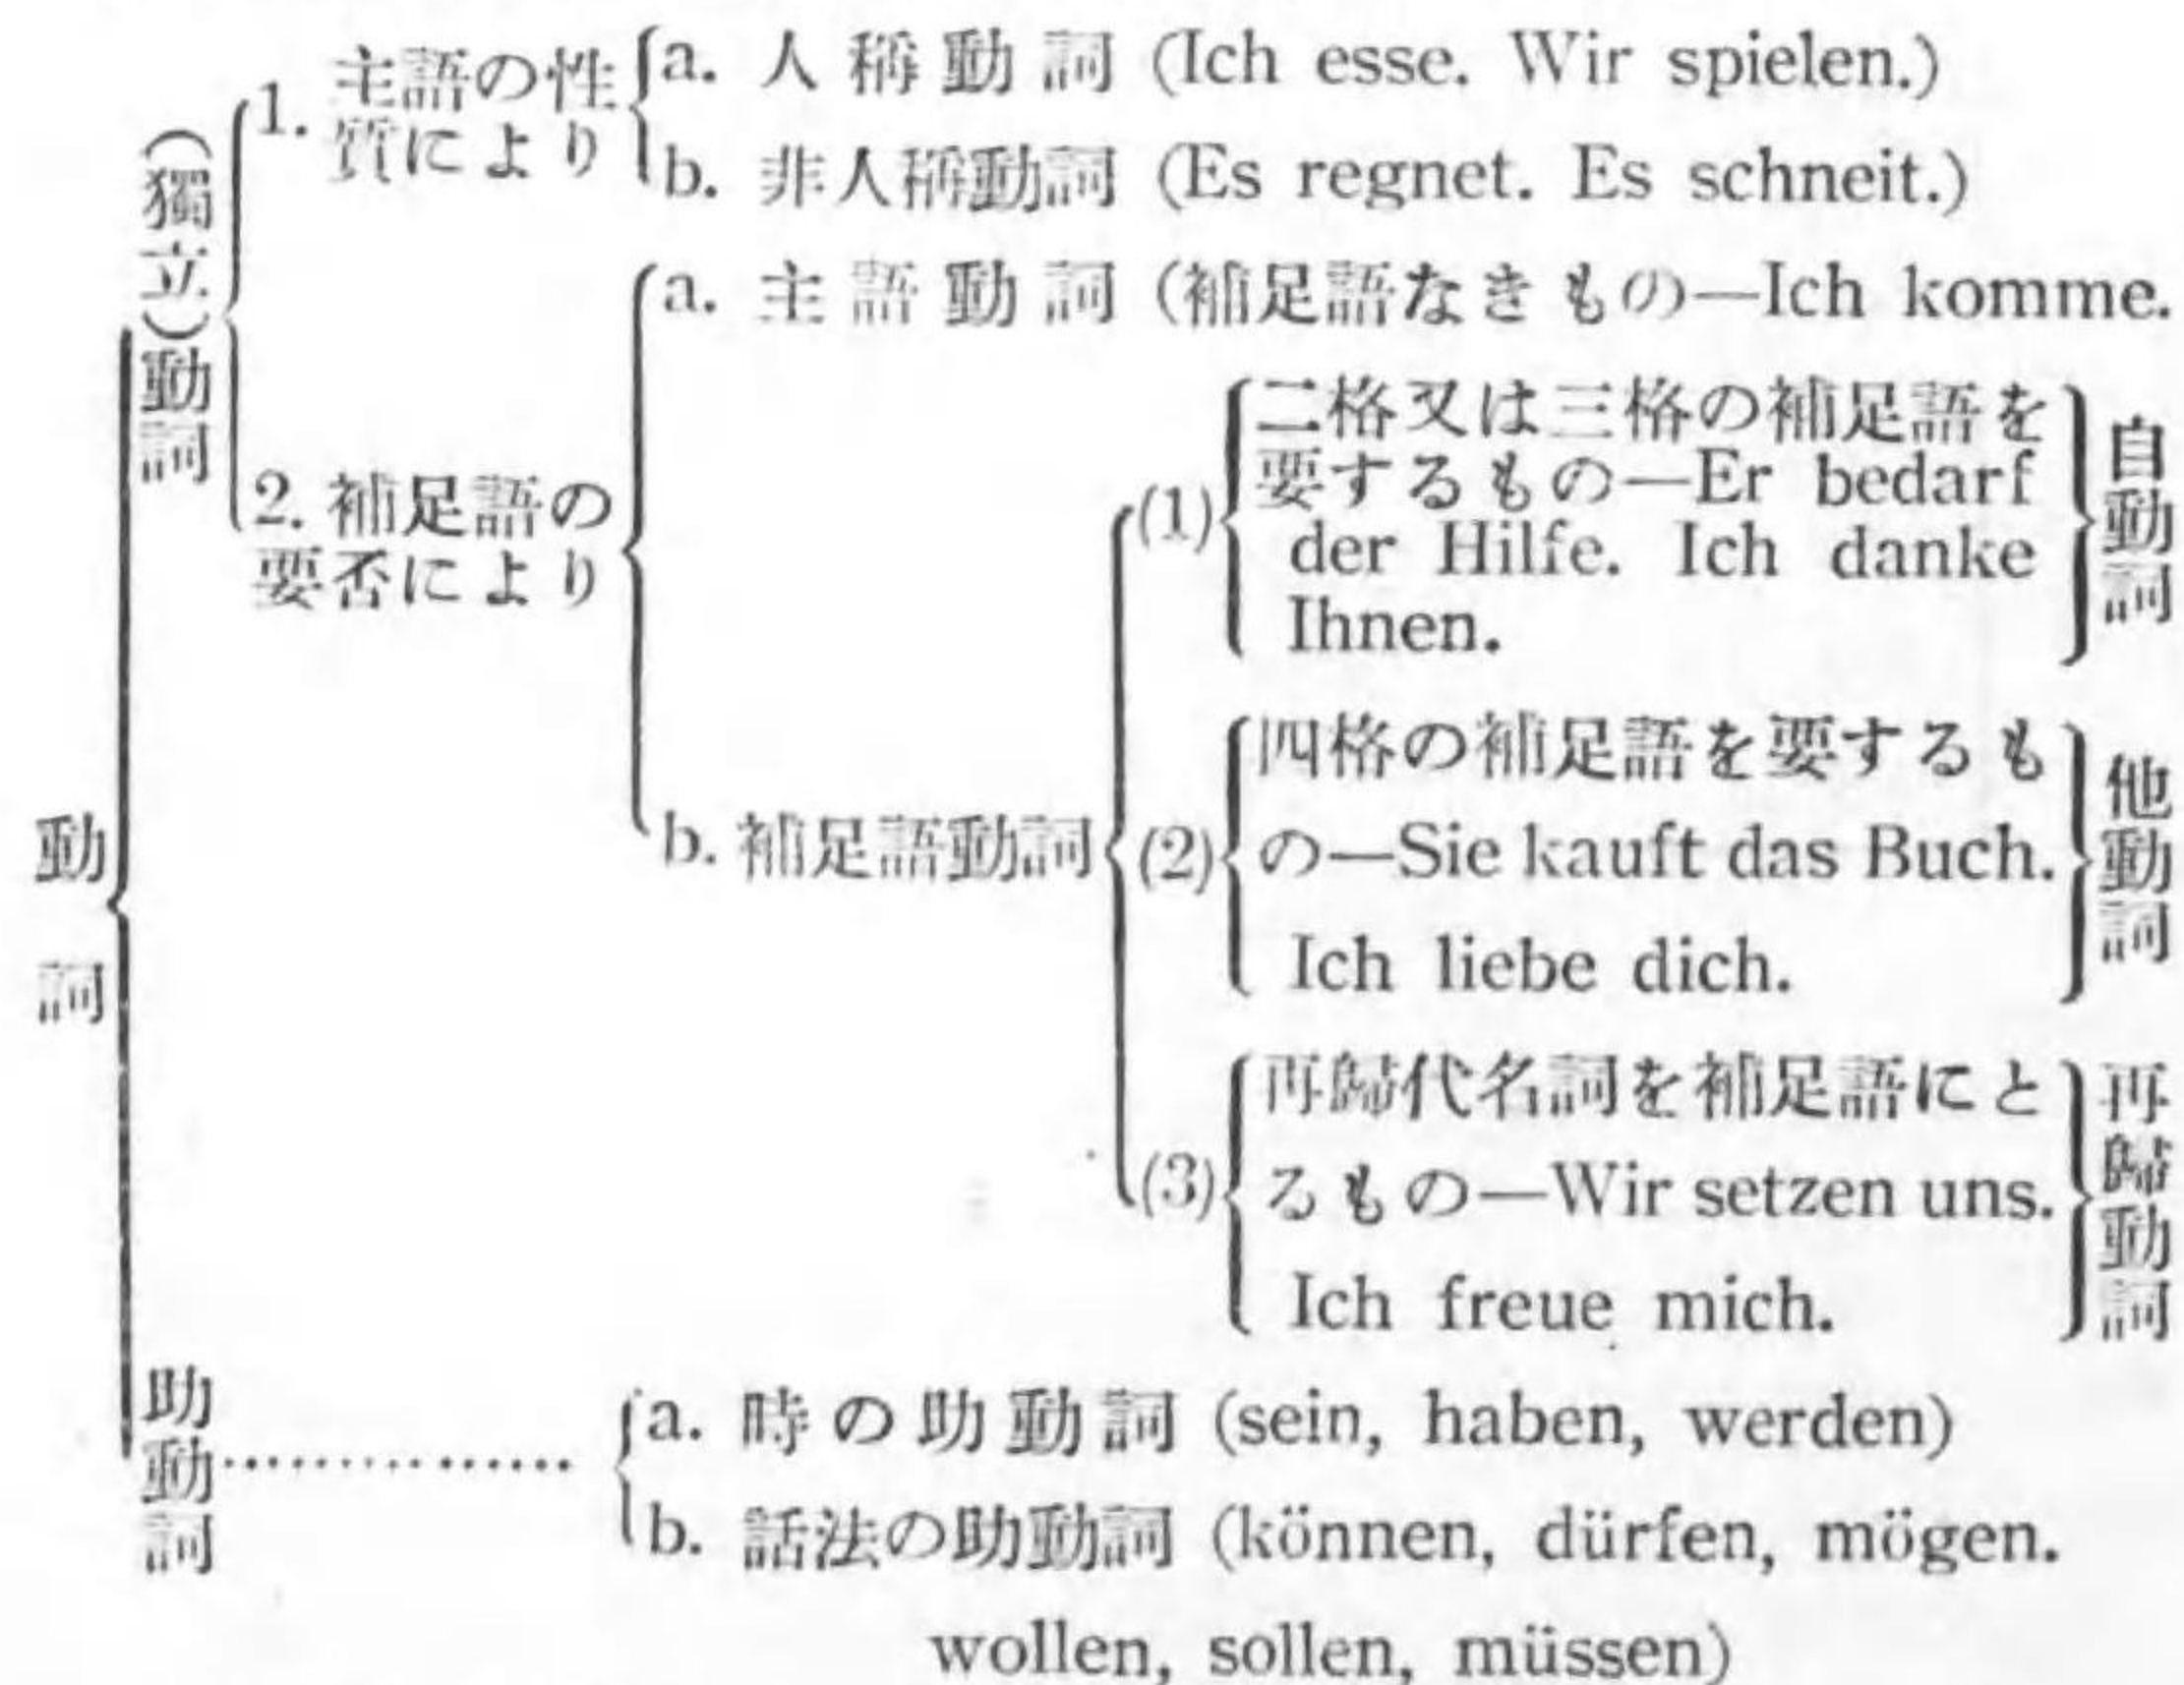 動詞
(獨立)動詞
1. 主語の性
質により
a. 人稱動詞 (Ich esse. Wir spielen.)
b. 非人稱動詞 (Es regnet. Es schneit.)
2. 補足語の
要否により
a. 主語動詞 (補足語なきもの—Ich komme.
b. 補足語動詞
(1)
二格又は三格の補足語を
要するもの—Er bedarf
der Hilfe. Ich danke
Ihnen.
自動詞
(2)
四格の補足語を要するも
の—Sie kauft das Buch.
Ich liebe dich.
他動詞
(3)
再歸代名詞を補足語にと
るもの—Wir setzen uns.
Ich freue mich.
再歸動詞
助動詞……………
a. 時の助動詞 (sein, haben, werden)
b. 話法の助動詞 (können, dürfen, mögen.
wollen, sollen, müssen)